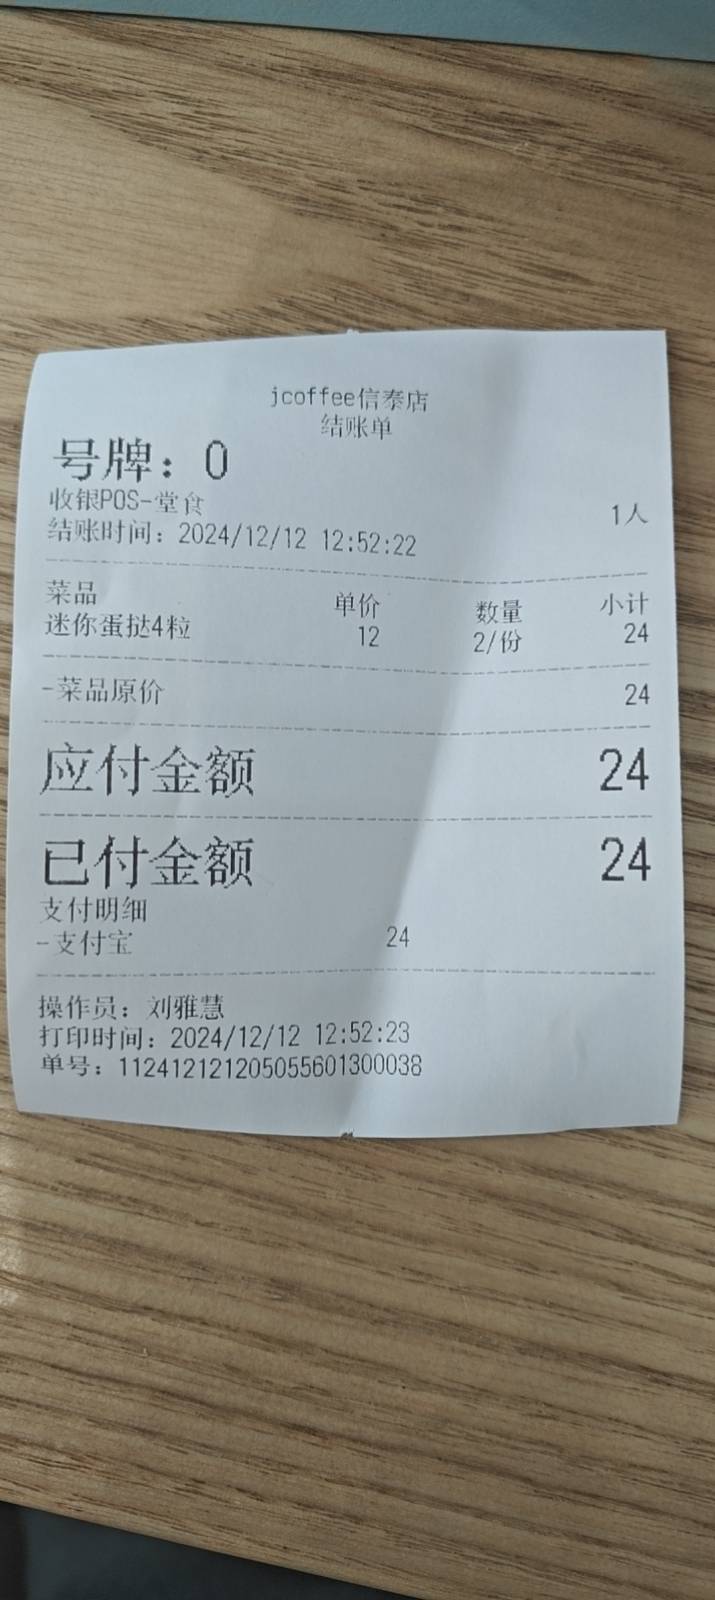 jcoffee信泰店
结账单
号牌：0
收银POS-堂食 1人
结账时间：2024/12/12 12:52:22
菜品 单价 数量 小计
迷你蛋挞4粒 12 2/份 24
-菜品原价 24
应付金额 24
已付金额 24
支付明细
-支付宝 24
操作员：刘雅慧
打印时间：2024/12/12 12:52:23
单号：112412121205055601300038